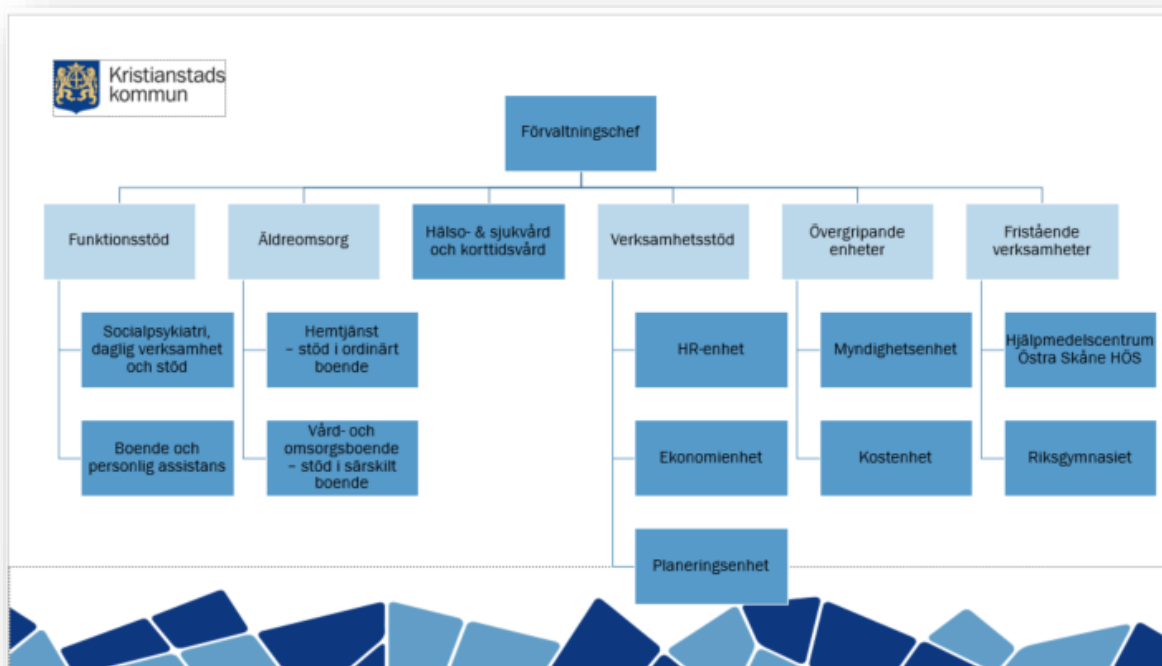 Kristianstads
kommun
Förvaltningschef
Funktionsstöd
Äldreomsorg
Hälso- & sjukvård
och korttidsvård
Verksamhetsstöd
Övergripande
enheter
Fristående
verksamheter
Socialpsykiatri,
daglig verksamhet
och stöd
Hemtjänst
– stöd i ordinärt
boende
HR-enhet
Myndighetsenhet
Hjälpmedelscentrum
Östra Skåne HÖS
Boende och
personlig assistans
Vård- och
omsorgsboende
– stöd i särskilt
boende
Ekonomienhet
Kostenhet
Riksgymnasiet
Planeringsenhet